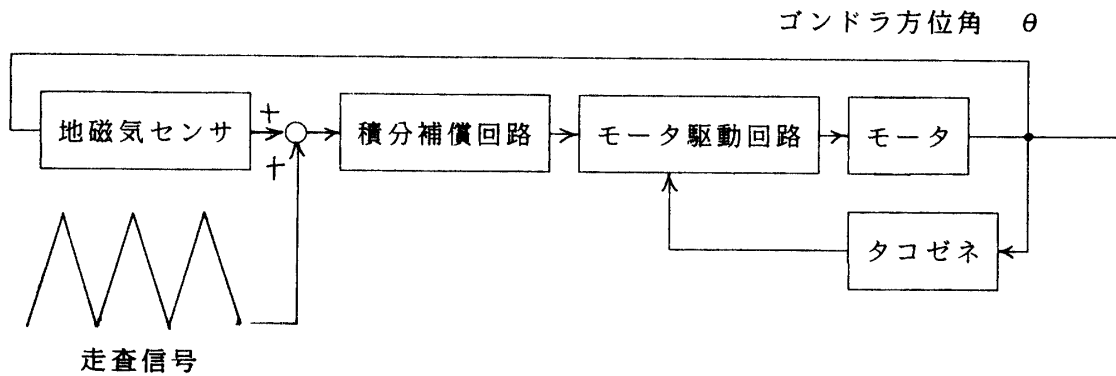 ゴンドラ方位角 θ
地磁気センサ
+
+
積分補償回路
モータ駆動回路
モータ
タコゼネ
走査信号